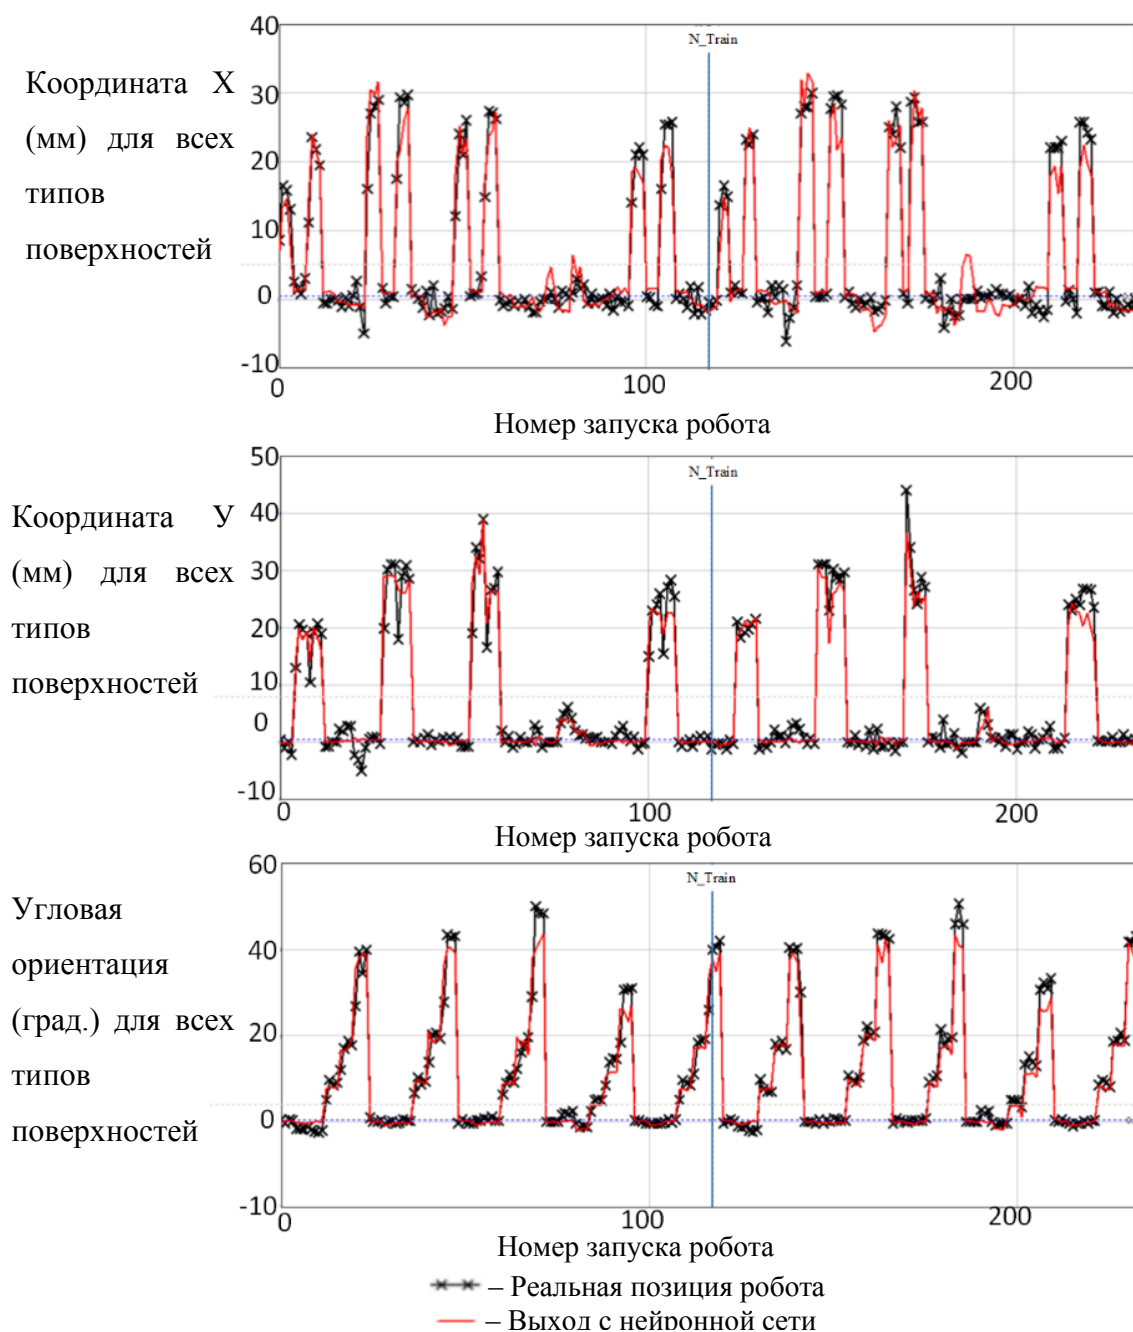 40
N_Train
Координата X
(мм) для всех
типов
поверхностей
30
20
10
0
-10
0
100
200
Номер запуска робота
50
N_Train
Координата У
(мм) для всех
типов
поверхностей
40
30
20
10
0
-10
0
100
200
Номер запуска робота
60
N_Train
Угловая
ориентация
(град.) для всех
типов
поверхностей
40
20
0
-10
0
100
200
Номер запуска робота
– Реальная позиция робота
– Выход с нейронной сети